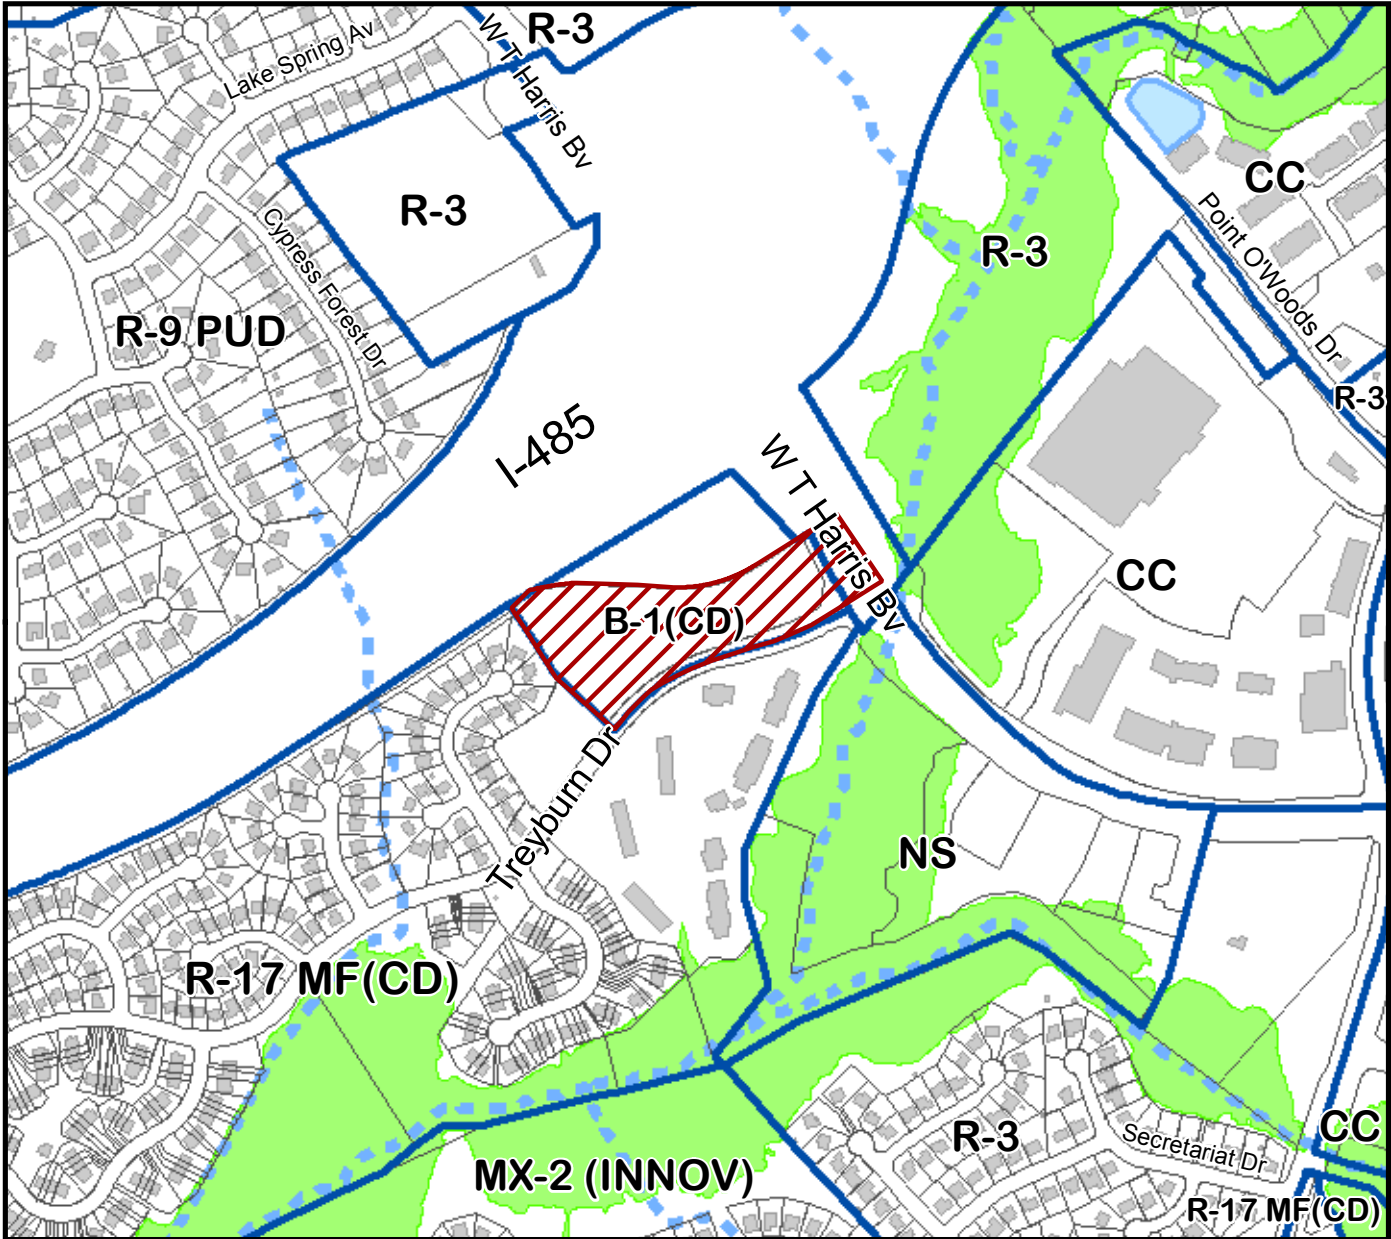 R-3
W T Harris Bv
Lake Spring Av
R-3
CC
Cypress Forest Dr
R-3
Point O'Woods Dr
R-9 PUD
R-3
I-485
W T Harris Bv
CC
B-1(CD)
Treyburn Dr
NS
R-17 MF(CD)
R-3
Secretariat Dr
CC
MX-2 (INNOV)
R-17 MF(CD)